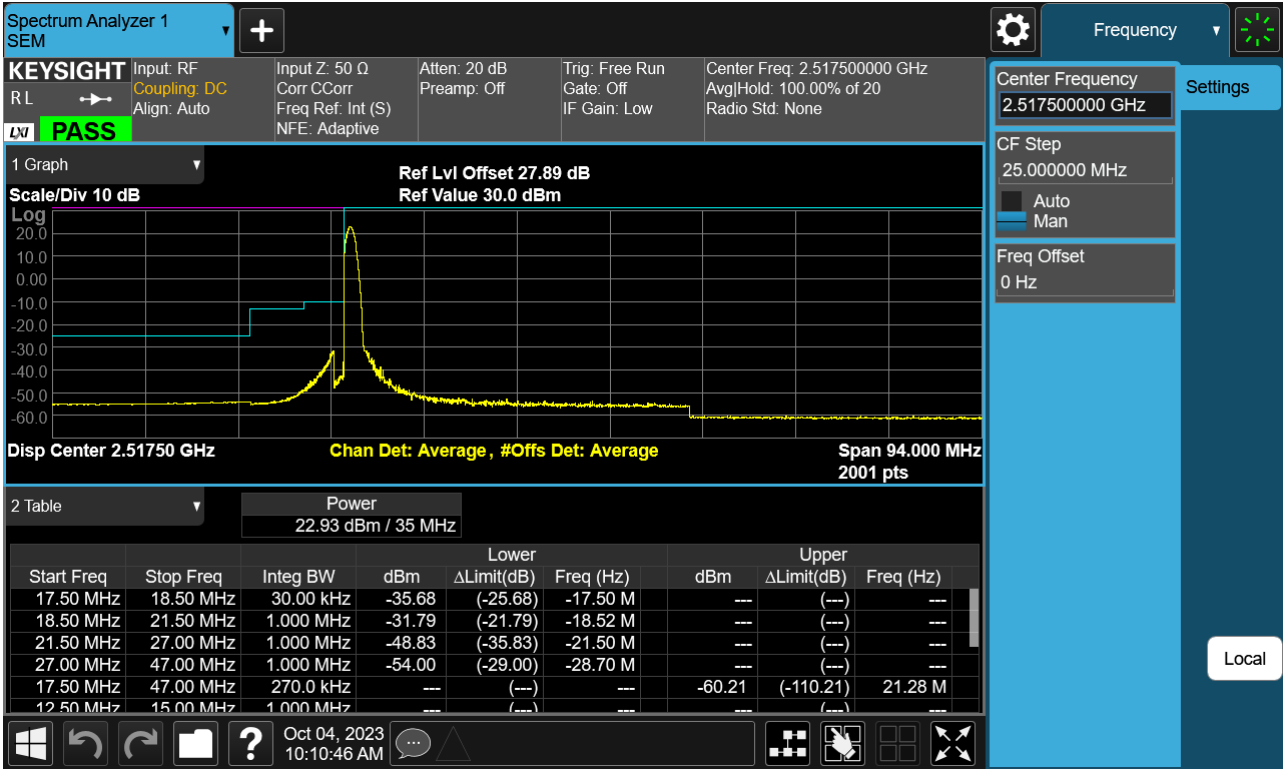 Spectrum Analyzer 1
SEM
+
Frequency
KEYSIGHT
R L
LXI PASS
Input: RF
Coupling: DC
Align: Auto
Input Z: 50 Ω
Corr CCorr
Freq Ref: Int (S)
NFE: Adaptive
Atten: 20 dB
Preamp: Off
Trig: Free Run
Gate: Off
IF Gain: Low
Center Freq: 2.517500000 GHz
Avg|Hold: 100.00% of 20
Radio Std: None
Center Frequency
2.517500000 GHz
Settings
CF Step
25.000000 MHz
Auto
Man
Freq Offset
0 Hz
1 Graph
Ref Lvl Offset 27.89 dB
Scale/Div 10 dB
Ref Value 30.0 dBm
Log
20.0
10.0
0.00
-10.0
-20.0
-30.0
-40.0
-50.0
-60.0
Disp Center 2.51750 GHz
Chan Det: Average , #Offs Det: Average
Span 94.000 MHz
2001 pts
2 Table
Power
22.93 dBm / 35 MHz
Lower Upper
Start Freq Stop Freq Integ BW dBm ΔLimit(dB) Freq (Hz) dBm ΔLimit(dB) Freq (Hz)
17.50 MHz 18.50 MHz 30.00 kHz -35.68 (-25.68) -17.50 M --- (---) ---
18.50 MHz 21.50 MHz 1.000 MHz -31.79 (-21.79) -18.52 M --- (---) ---
21.50 MHz 27.00 MHz 1.000 MHz -48.83 (-35.83) -21.50 M --- (---) ---
27.00 MHz 47.00 MHz 1.000 MHz -54.00 (-29.00) -28.70 M --- (---) ---
17.50 MHz 47.00 MHz 270.0 kHz --- (---) --- -60.21 (-110.21) 21.28 M
12.50 MHz 15.00 MHz 1.000 MHz --- (---) --- --- (---) ---
Local
?
Oct 04, 2023
10:10:46 AM
...